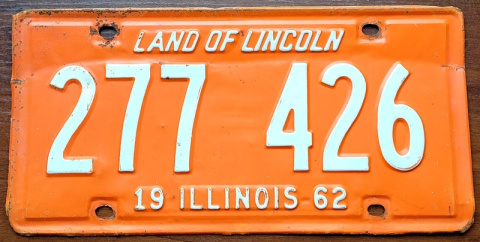 LAND OF LINCOLN
277 426
19 ILLINOIS 62